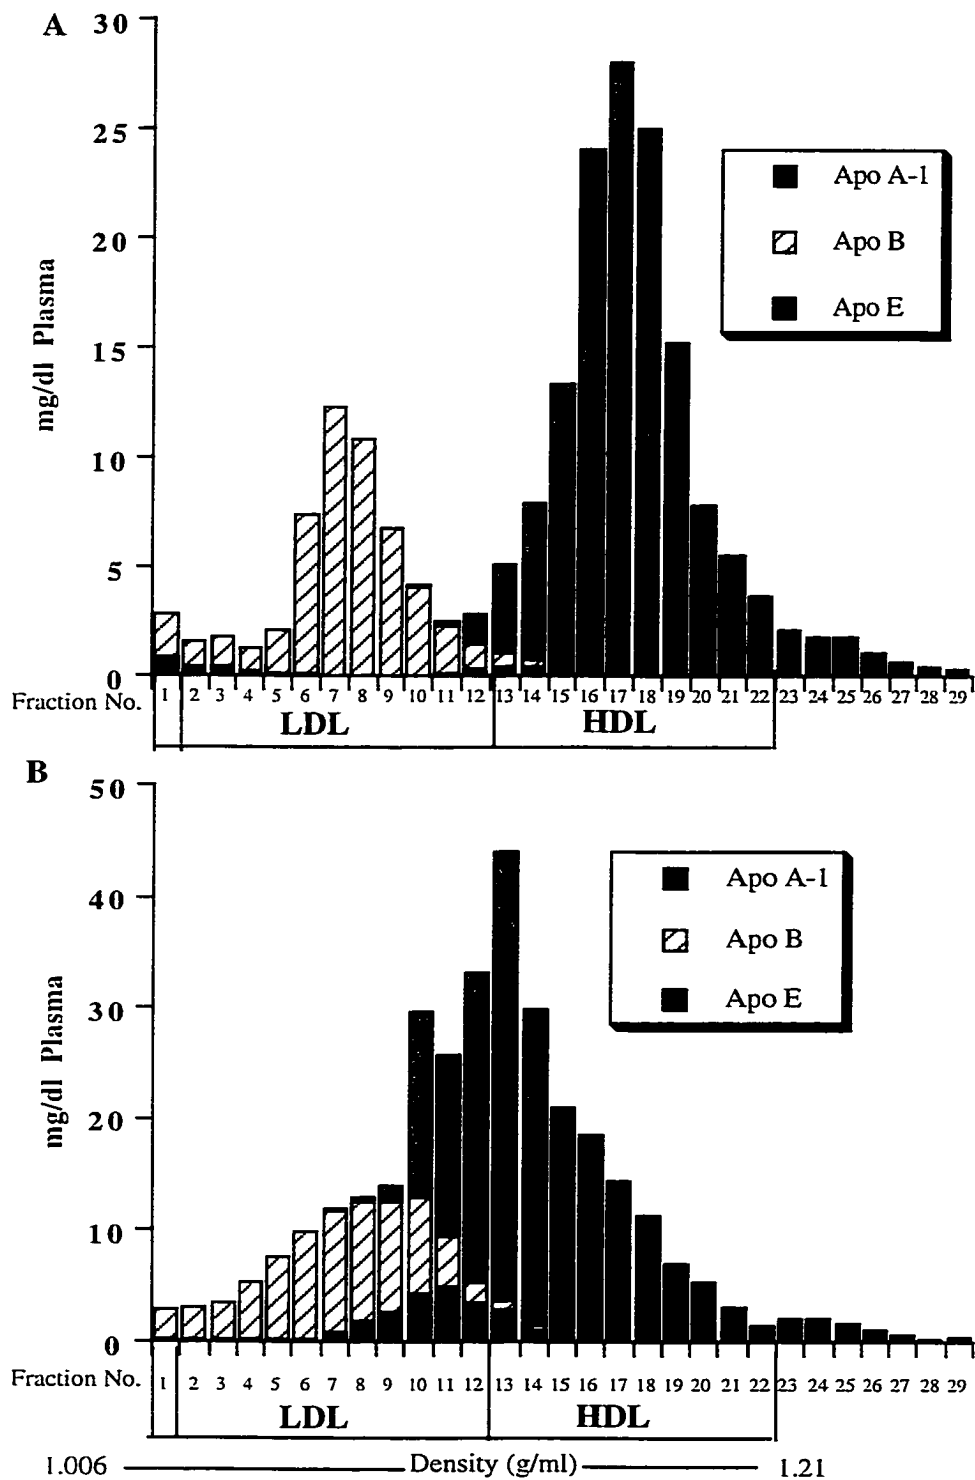 A
30
25
20
15
10
5
0
mg/dl Plasma
Apo A-1
Apo B
Apo E
Fraction No. 1 2 3 4 5 6 7 8 9 10 11 12 13 14 15 16 17 18 19 20 21 22 23 24 25 26 27 28 29
LDL HDL
B
50
40
30
20
10
0
mg/dl Plasma
Apo A-1
Apo B
Apo E
Fraction No. 1 2 3 4 5 6 7 8 9 10 11 12 13 14 15 16 17 18 19 20 21 22 23 24 25 26 27 28 29
LDL HDL
1.006 Density (g/ml) 1.21